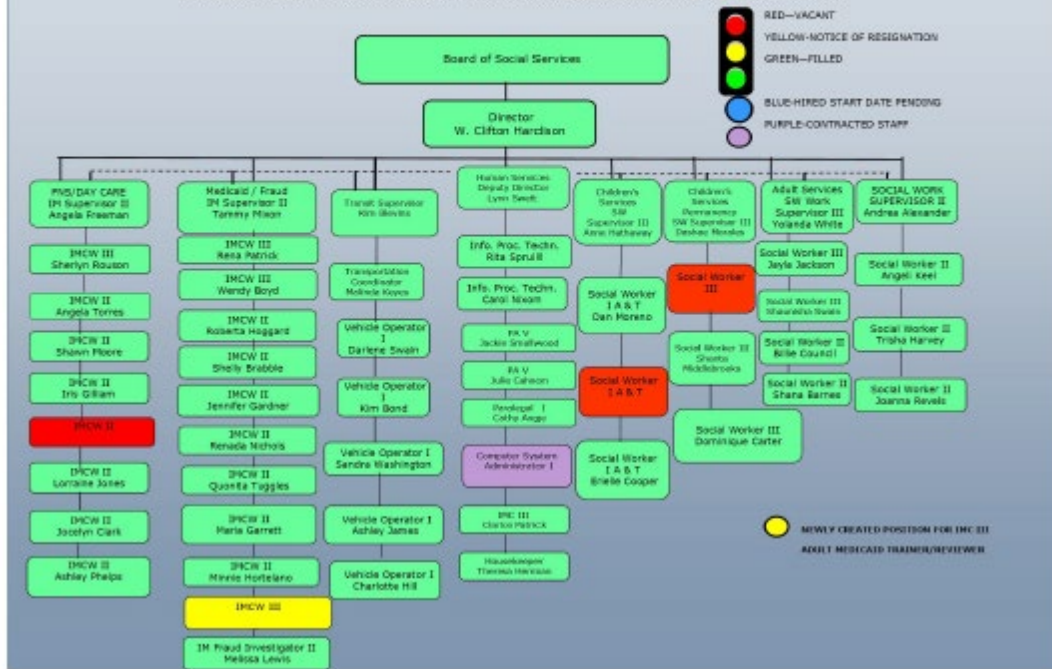 RED—VACANT
YELLOW-NOTICE OF RESIGNATION
GREEN—FILLED
BLUE-HIRED START DATE PENDING
PURPLE-CONTRACTED STAFF
Board of Social Services
Director
W. Clifton Hardison
PNS/DAY CARE
IM Supervisor II
Angela Freeman
IMCW III
Sherlyn Rouson
IMCW II
Angela Torres
IMCW II
Shawn Moore
IMCW II
Iris Gilliam
IMCW II
IMCW II
Lorraine Jones
IMCW II
Jocelyn Clark
IMCW II
Ashley Phelps
Medicaid / Fraud
IM Supervisor II
Tammy Mixon
IMCW III
Rena Patrick
IMCW III
Wendy Boyd
IMCW II
Roberta Hoggard
IMCW II
Shelly Brabble
IMCW II
Jennifer Gardner
IMCW II
Renada Nichols
IMCW II
Quonita Tuggles
IMCW II
Maria Garrett
IMCW II
Minnie Hortelano
IMCW III
IM Fraud Investigator II
Melissa Lewis
Transit Supervisor
Kim Blevins
Transportation
Coordinator
Melinda Keyes
Vehicle Operator
I
Darlene Swain
Vehicle Operator
I
Kim Bond
Vehicle Operator I
Sandra Washington
Vehicle Operator I
Ashley James
Vehicle Operator I
Charlotte Hill
Human Services
Deputy Director
Lynn Swett
Info. Proc. Techn.
Rita Spruill
Info. Proc. Techn.
Carol Nixon
PA V
Jackie Smallwood
PA V
Julie Cahoon
Paralegal I
Cathy
Computer System
Administrator I
IMC III
Patrick
Housekeeper
Theresa
Children's
Services
SW
Supervisor III
Anne Hathaway
Social Worker
I A & T
Dan Moreno
Social Worker
I A & T
Social Worker
I A & T
Brielle Cooper
Children's
Services
Permanency
SW Supervisor III
Morales
Social Worker
III
Social Worker III
Shonta
Middlebrooks
Social Worker III
Dominique Carter
Adult Services
SW Work
Supervisor III
Yolanda White
Social Worker III
Jayla Jackson
Social Worker III
Swain
Social Worker II
Billie Council
Social Worker II
Shana Barnes
SOCIAL WORK
SUPERVISOR II
Andrea Alexander
Social Worker II
Angeli Keel
Social Worker II
Trisha Harvey
Social Worker II
Joanna Revels
NEWLY CREATED POSITION FOR IMC III
ADULT MEDICAID TRAINER/REVIEWER